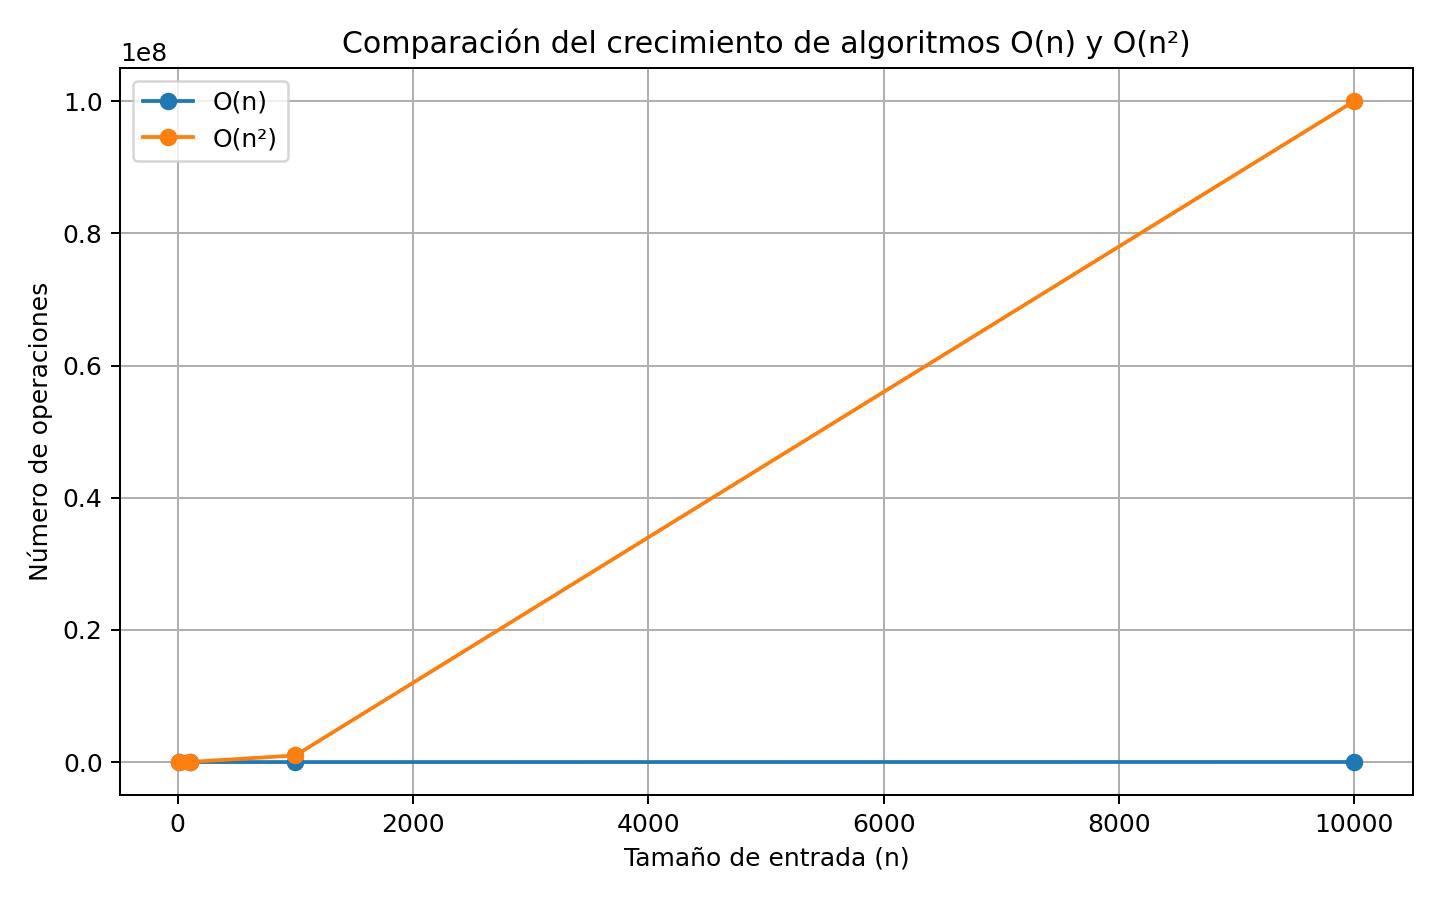 Comparación del crecimiento de algoritmos O(n) y O(n²)
1e8
O(n)
O(n²)
1.0
0.8
0.6
0.4
0.2
0.0
Número de operaciones
0 2000 4000 6000 8000 10000
Tamaño de entrada (n)